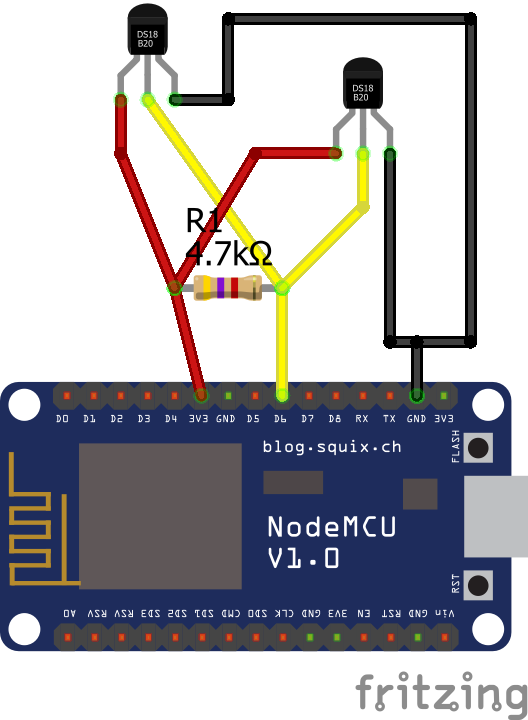 DS18
B20
DS18
B20
R1
4.7kΩ
D0 D1 D2 D3 D4 3V3 GND D5 D6 D7 D8 RX TX GND 3V3
blog.squix.ch
FLASH
NodeMCU
V1.0
RST
A0 RSV RSV SD3 SD2 SD1 CMD SD0 CLK GND 3V3 EN RST GND Vin
fritzing